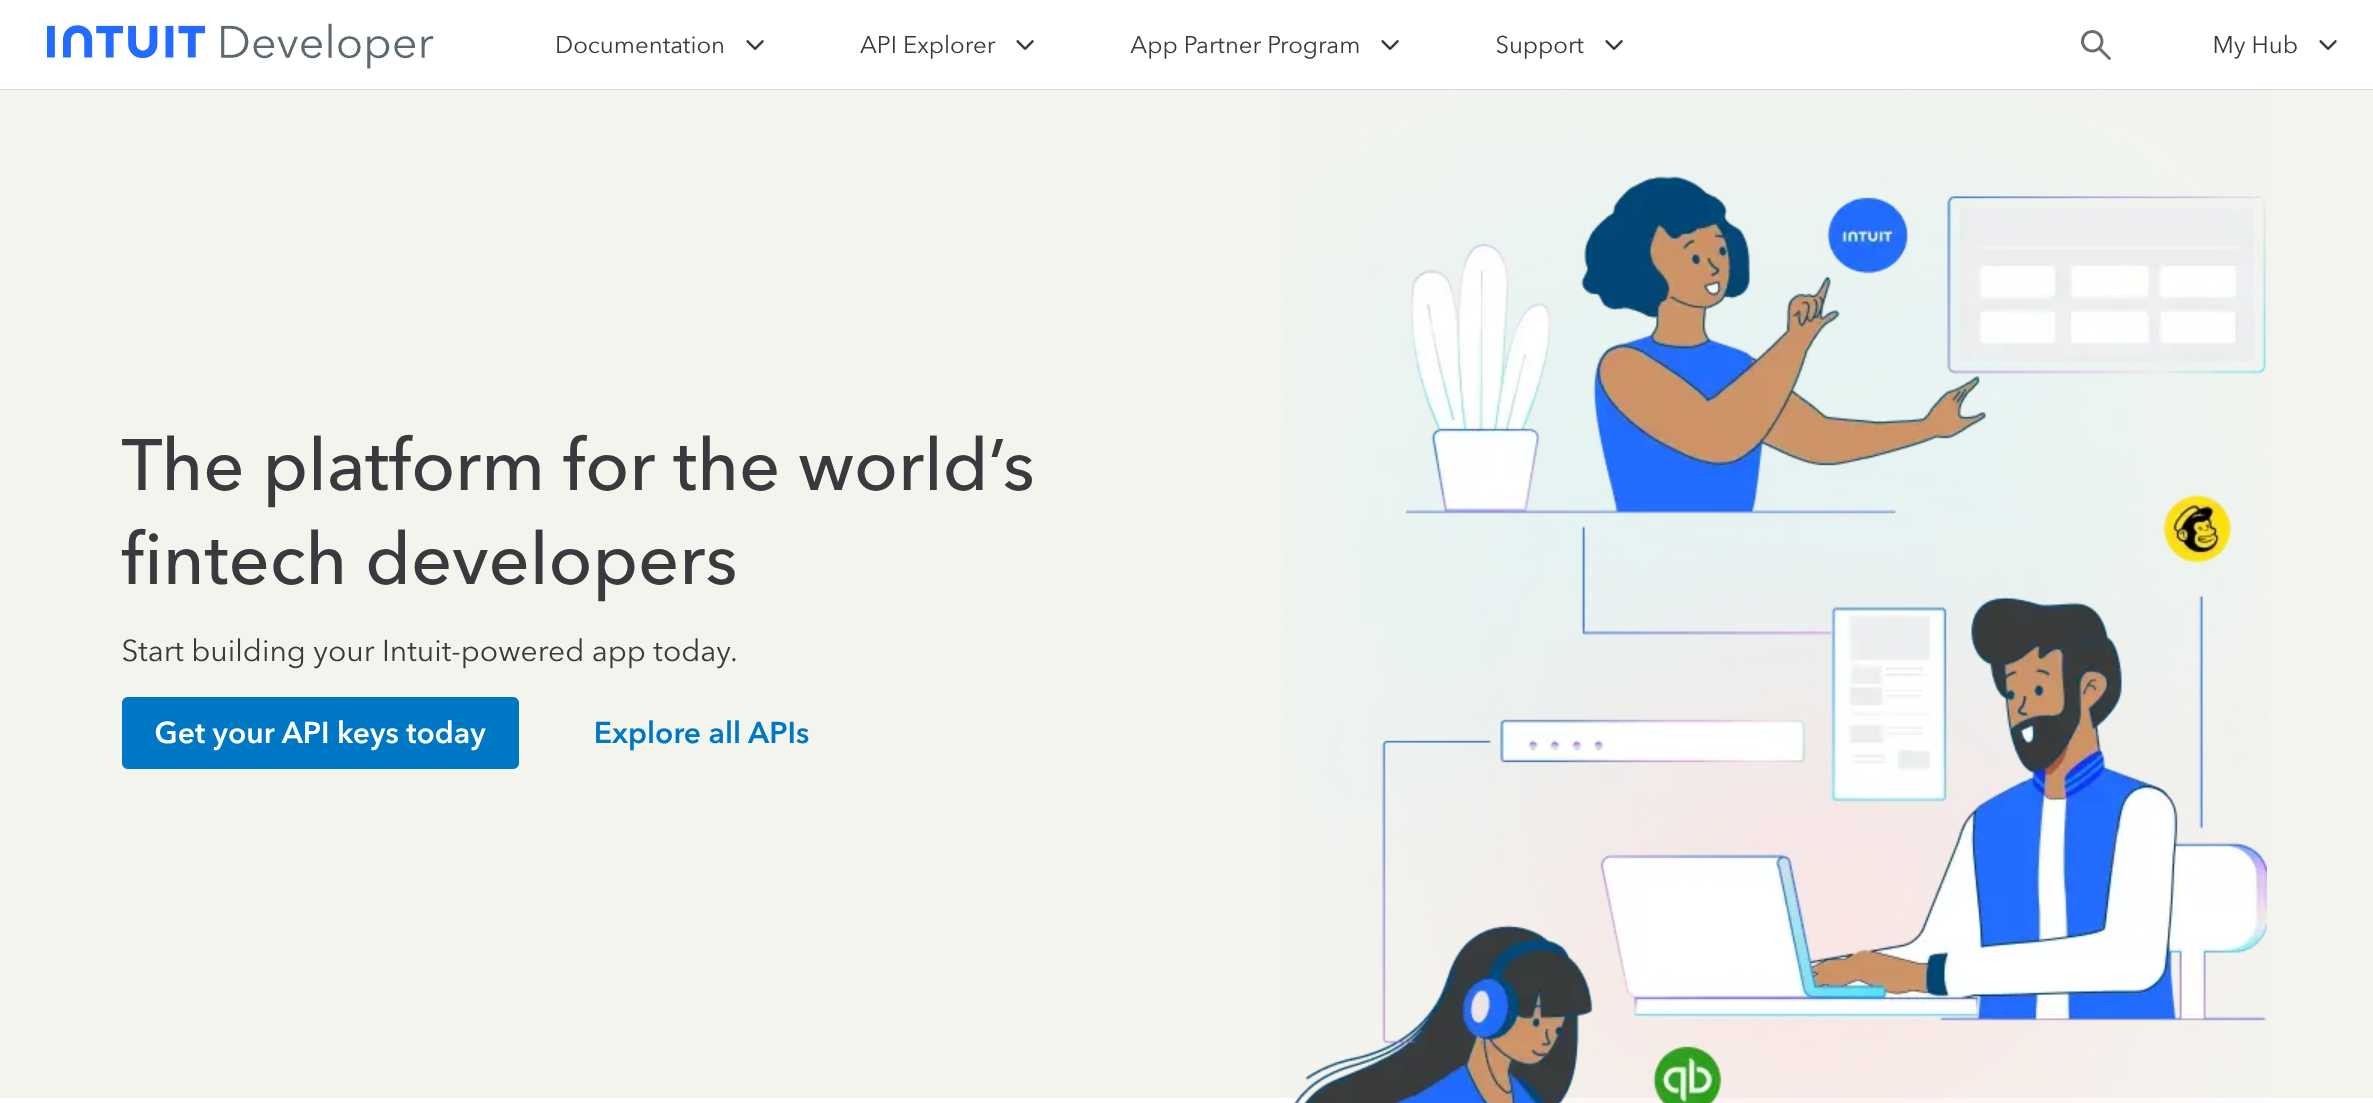 INTUIT Developer
Documentation
API Explorer
App Partner Program
Support
My Hub
INTUIT
The platform for the world’s
fintech developers
Start building your Intuit-powered app today.
Get your API keys today
Explore all APIs
qb